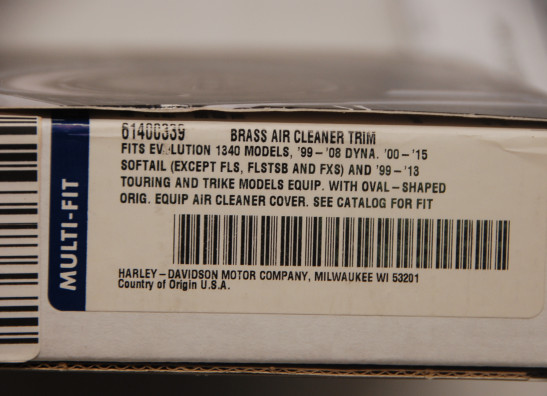 MULTI-FIT
61400339 BRASS AIR CLEANER TRIM
FITS EVOLUTION 1340 MODELS, '99-'08 DYNA. '00-'15
SOFTAIL (EXCEPT FLS, FLSTSB AND FXS) AND '99-'13
TOURING AND TRIKE MODELS EQUIP. WITH OVAL-SHAPED
ORIG. EQUIP AIR CLEANER COVER. SEE CATALOG FOR FIT
HARLEY-DAVIDSON MOTOR COMPANY, MILWAUKEE WI 53201
Country of Origin U.S.A.